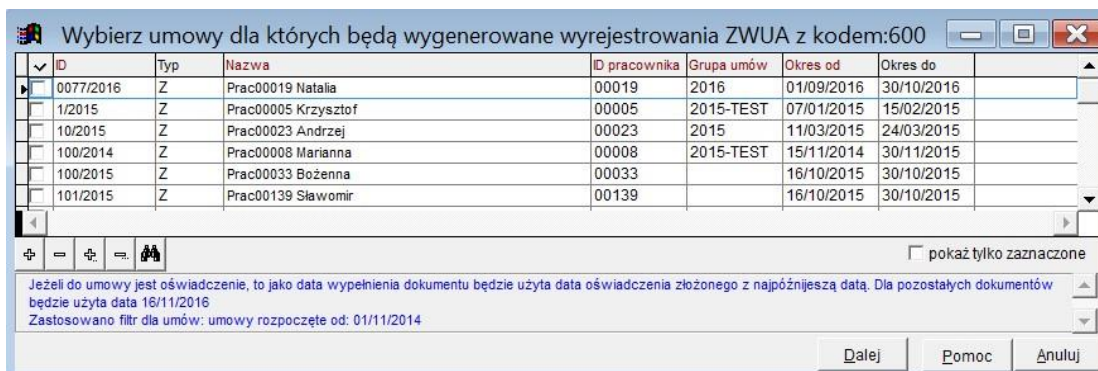 Wybierz umowy dla których będą wygenerowane wyrejestrowania ZWUA z kodem:600
ID Typ Nazwa ID pracownika Grupa umów Okres od Okres do
0077/2016 Z Prac00019 Natalia 00019 2016 01/09/2016 30/10/2016
1/2015 Z Prac00005 Krzysztof 00005 2015-TEST 07/01/2015 15/02/2015
10/2015 Z Prac00023 Andrzej 00023 2015 11/03/2015 24/03/2015
100/2014 Z Prac00008 Marianna 00008 2015-TEST 15/11/2014 30/11/2015
100/2015 Z Prac00033 Bożenna 00033 16/10/2015 30/10/2015
101/2015 Z Prac00139 Sławomir 00139 16/10/2015 30/10/2015
pokaż tylko zaznaczone
Jeżeli do umowy jest oświadczenie, to jako data wypełnienia dokumentu będzie użyta data oświadczenia złożonego z najpóźnijeszą datą. Dla pozostałych dokumentów
będzie użyta data 16/11/2016
Zastosowano filtr dla umów: umowy rozpoczęte od: 01/11/2014
Dalej Pomoc Anuluj